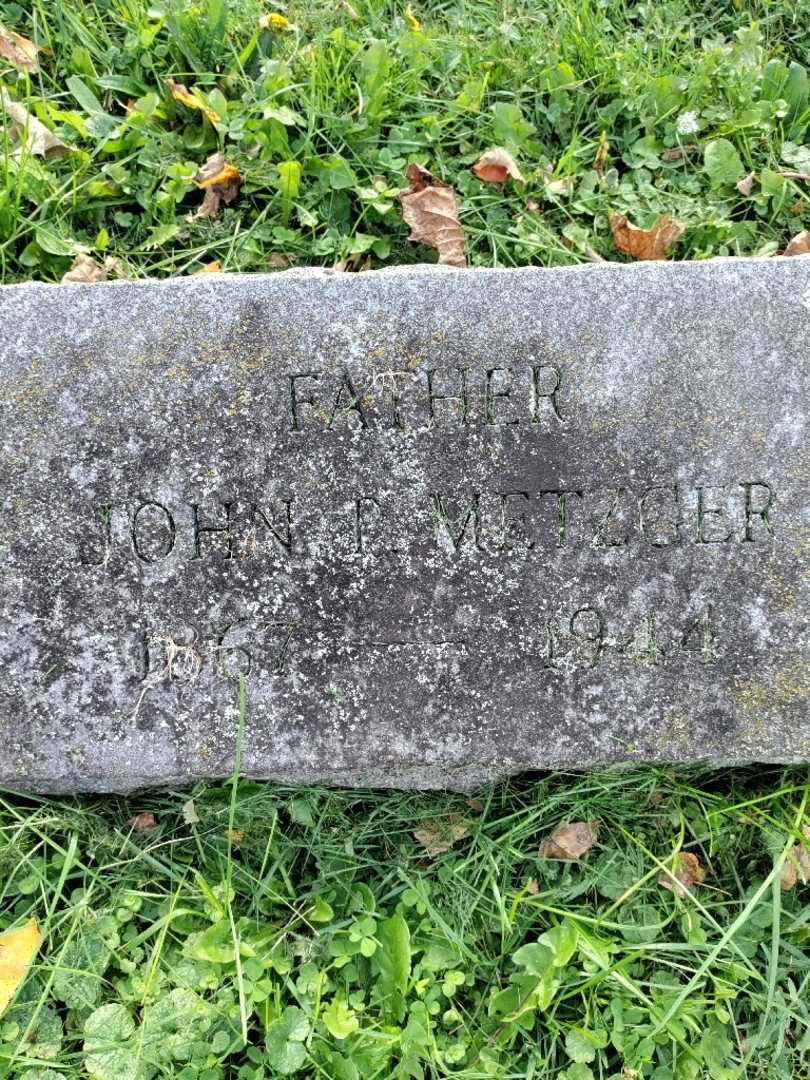 FATHER
JOHN P. METZGER
1867 — 1944